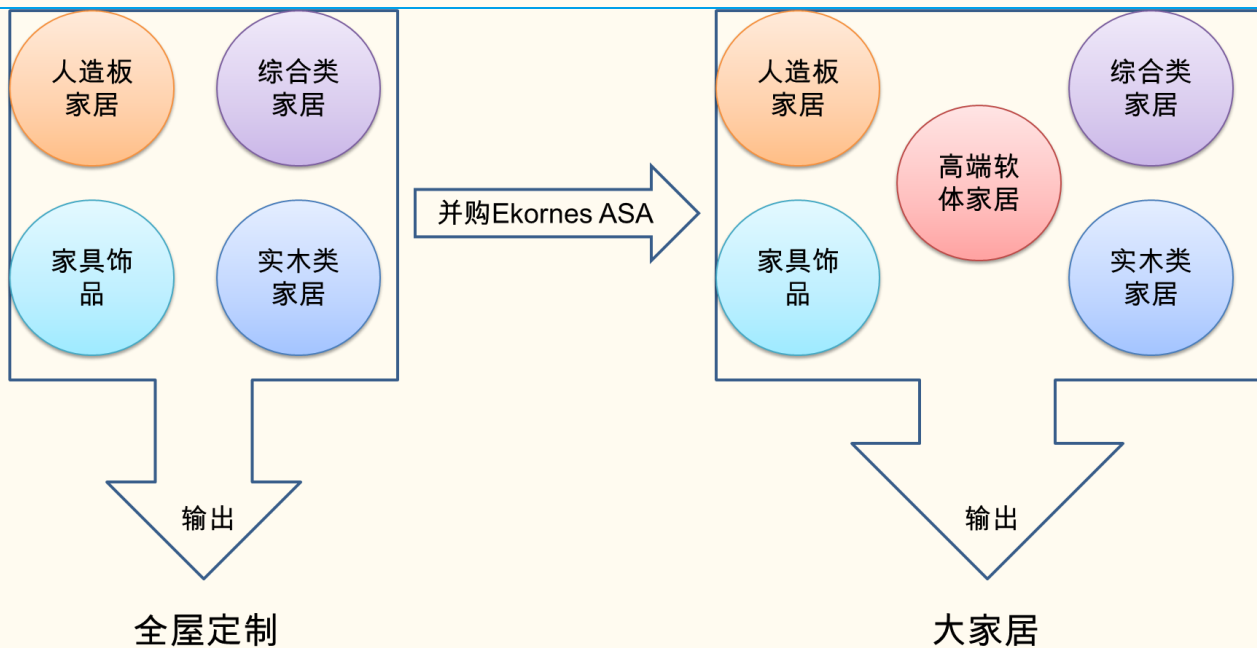 人造板
家居
综合类
家居
家具饰
品
实木类
家居
输出
全屋定制
并购Ekornes ASA
人造板
家居
综合类
家居
高端软
体家居
家具饰
品
实木类
家居
输出
大家居